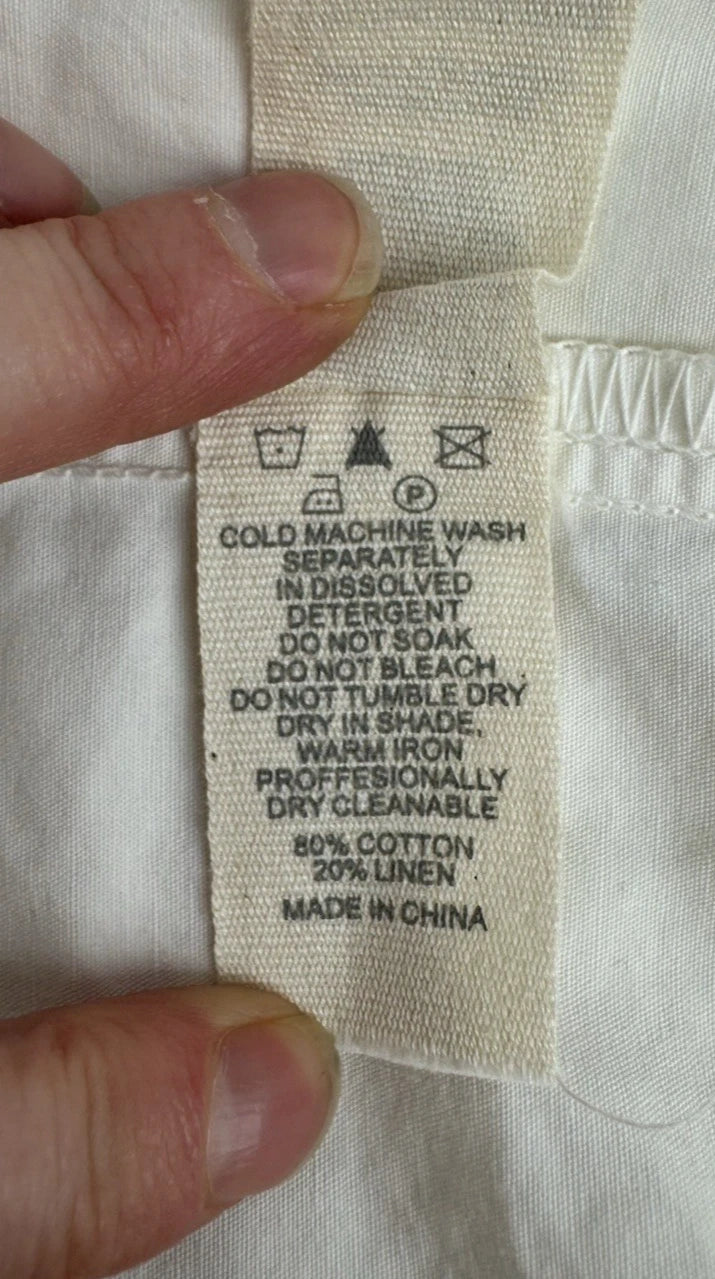 P
COLD MACHINE WASH
SEPARATELY
IN DISSOLVED
DETERGENT
DO NOT SOAK
DO NOT BLEACH
DO NOT TUMBLE DRY
DRY IN SHADE,
WARM IRON
PROFFESIONALLY
DRY CLEANABLE
80% COTTON
20% LINEN
MADE IN CHINA